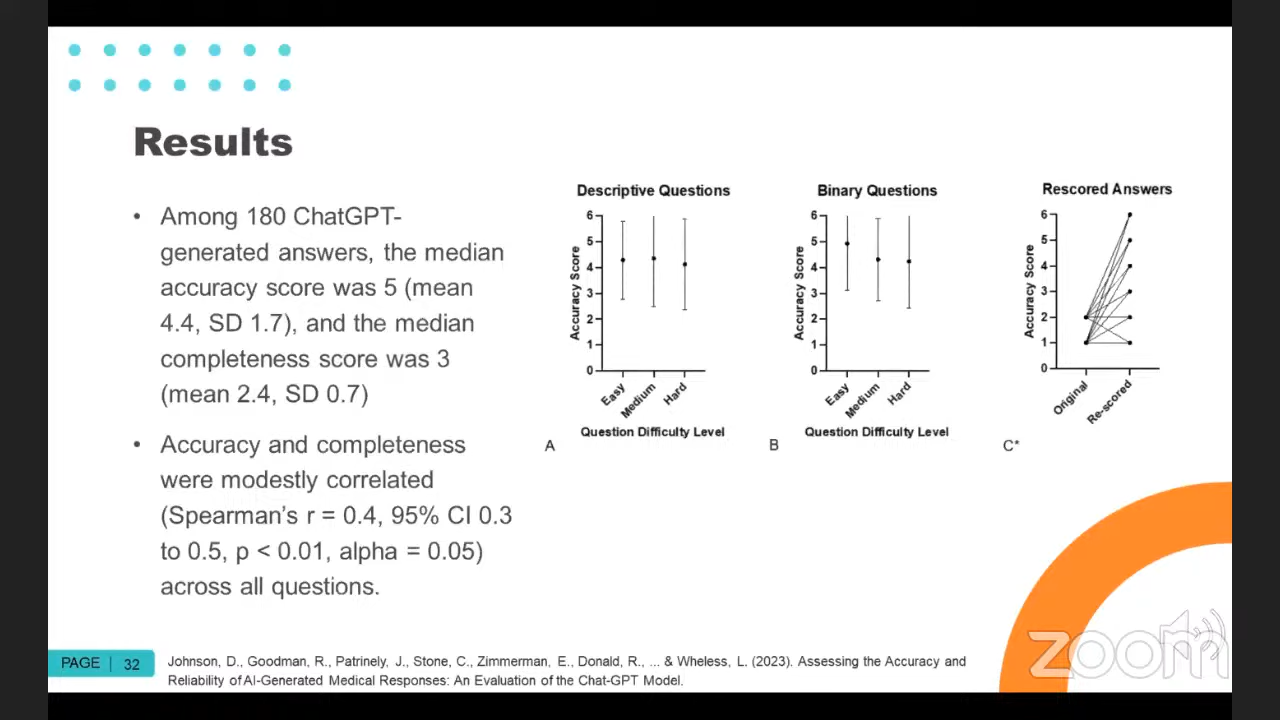 Results
• Among 180 ChatGPT-
generated answers, the median
accuracy score was 5 (mean
4.4, SD 1.7), and the median
completeness score was 3
(mean 2.4, SD 0.7)
• Accuracy and completeness
were modestly correlated
(Spearman’s r = 0.4, 95% CI 0.3
to 0.5, p < 0.01, alpha = 0.05)
across all questions.
Descriptive Questions
Accuracy Score
6
5
4
3
2
1
0
Easy
Medium
Hard
Question Difficulty Level
A
Binary Questions
Accuracy Score
6
5
4
3
2
1
0
Easy
Medium
Hard
Question Difficulty Level
B
Rescored Answers
Accuracy Score
6
5
4
3
2
1
0
Original
Re-scored
C*
PAGE | 32
Johnson, D., Goodman, R., Patrinely, J., Stone, C., Zimmerman, E., Donald, R., ... & Wheless, L. (2023). Assessing the Accuracy and
Reliability of AI-Generated Medical Responses: An Evaluation of the Chat-GPT Model.
zoom